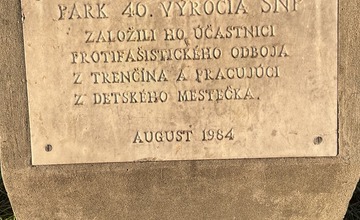 PARK 40. VÝROČIA SNP
ZALOŽILI HO ÚČASTNÍCI
PROTIFAŠISTICKÉHO ODBOJA
Z TRENČÍNA A PRACUJÚCI
Z DETSKÉHO MESTEČKA.
AUGUST 1984